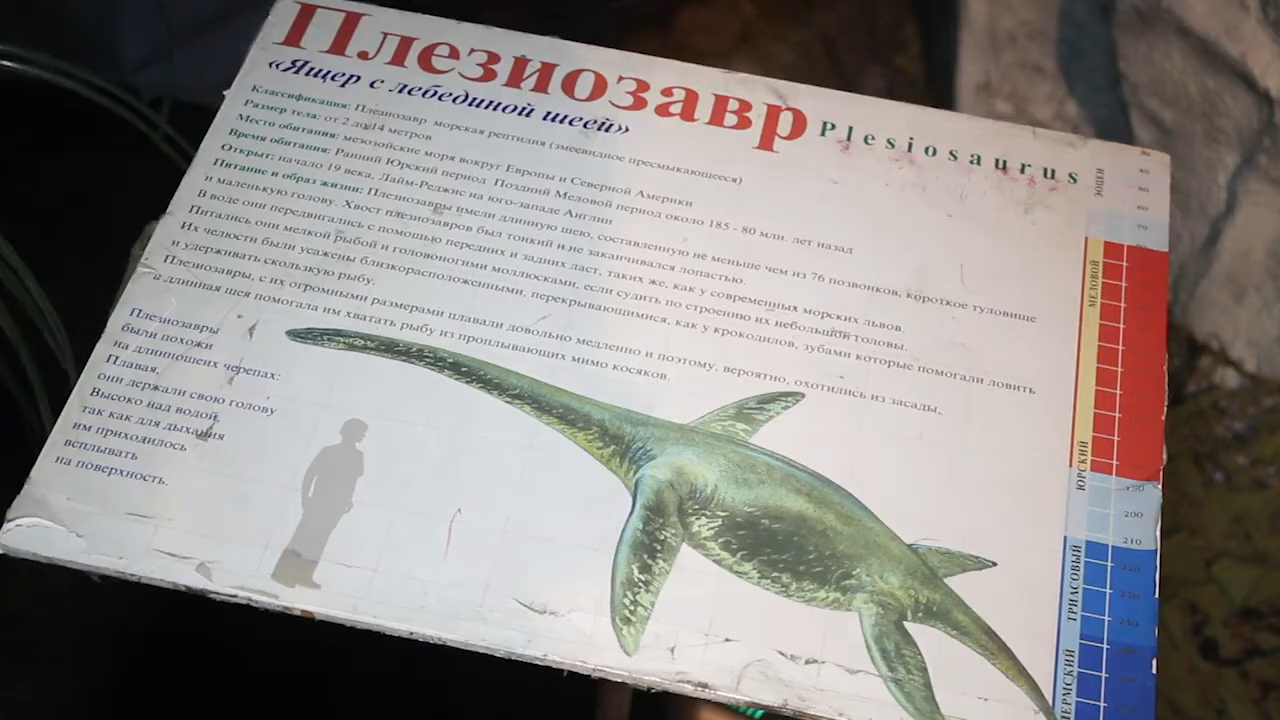 Плезиозавр Plesiosaurus
«Ящер с лебединой шеей»
Классификация: Плезиозавр морская рептилия (змеевидное пресмыкающееся)
Размер тела: от 2 до 14 метров
Место обитания: мезозойские моря вокруг Европы и Северной Америки
Время обитания: Ранний Юрский период Поздний Меловой период около 185 - 80 млн. лет назад
Открыт: начало 19 века, Лайм-Реджис на юго-западе Англии
Питание и образ жизни: Плезиозавры имели длинную шею, составленную не меньше чем из 76 позвонков, короткое туловище
и маленькую голову. Хвост плезиозавров был тонкий и не заканчивался лопастью.
В воде они передвигались с помощью передних и задних ласт, таких же, как у современных морских львов.
Питались они мелкой рыбой и головоногими моллюсками, если судить по строению их небольшой головы.
Их челюсти были усажены близкорасположенными, перекрывающимися, как у крокодилов, зубами которые помогали ловить
и удерживать скользкую рыбу.
Плезиозавры, с их огромными размерами плавали довольно медленно и поэтому, вероятно, охотились из засады,
а длинная шея помогала им хватать рыбу из проплывающих мимо косяков.
Плезиозавры
были похожи
на длинношеих черепах:
Плавая,
они держали свою голову
Высоко над водой,
так как для дыхания
им приходилось
всплывать
на поверхность.
ЭОЦЕН
МЕЛОВОЙ
ЮРСКИЙ
ТРИАСОВЫЙ
ПЕРМСКИЙ
60
70
190
200
210
220
230
240